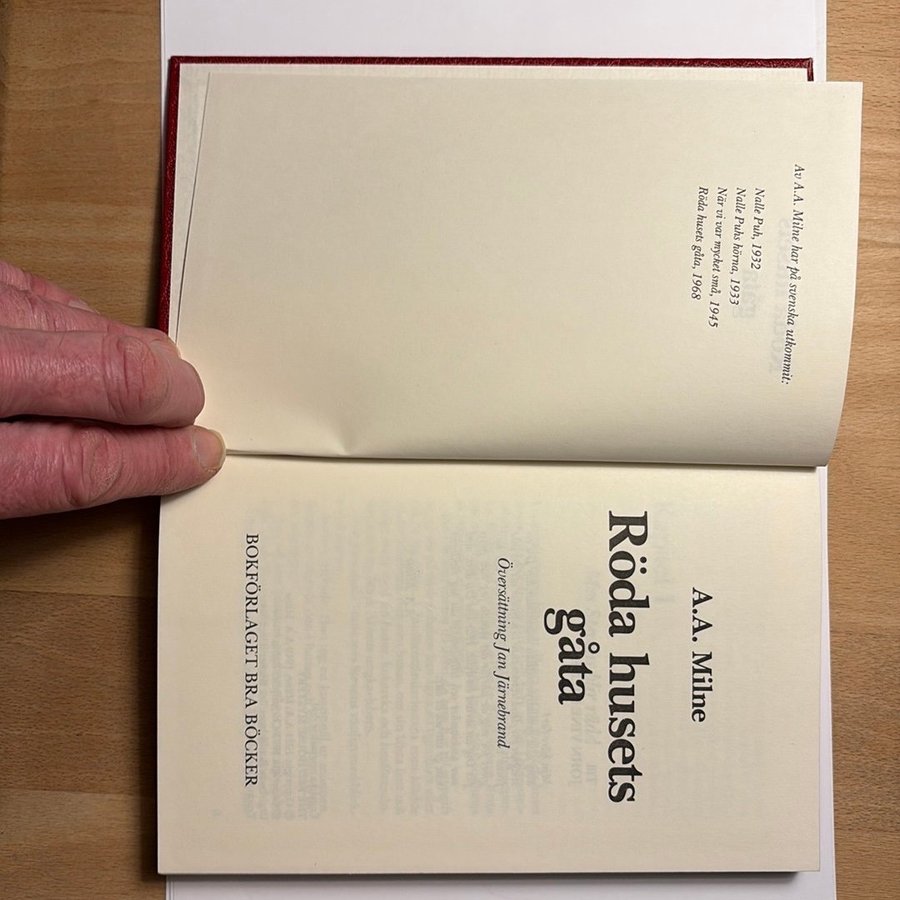 Av A.A. Milne har på svenska utkommit:
Nalle Puh, 1932
Nalle Puhs hörna, 1933
När vi var mycket små, 1945
Röda husets gåta, 1968
A.A. Milne
Röda husets
gåta
Översättning Jan Järnebrand
BOKFÖRLAGET BRA BÖCKER